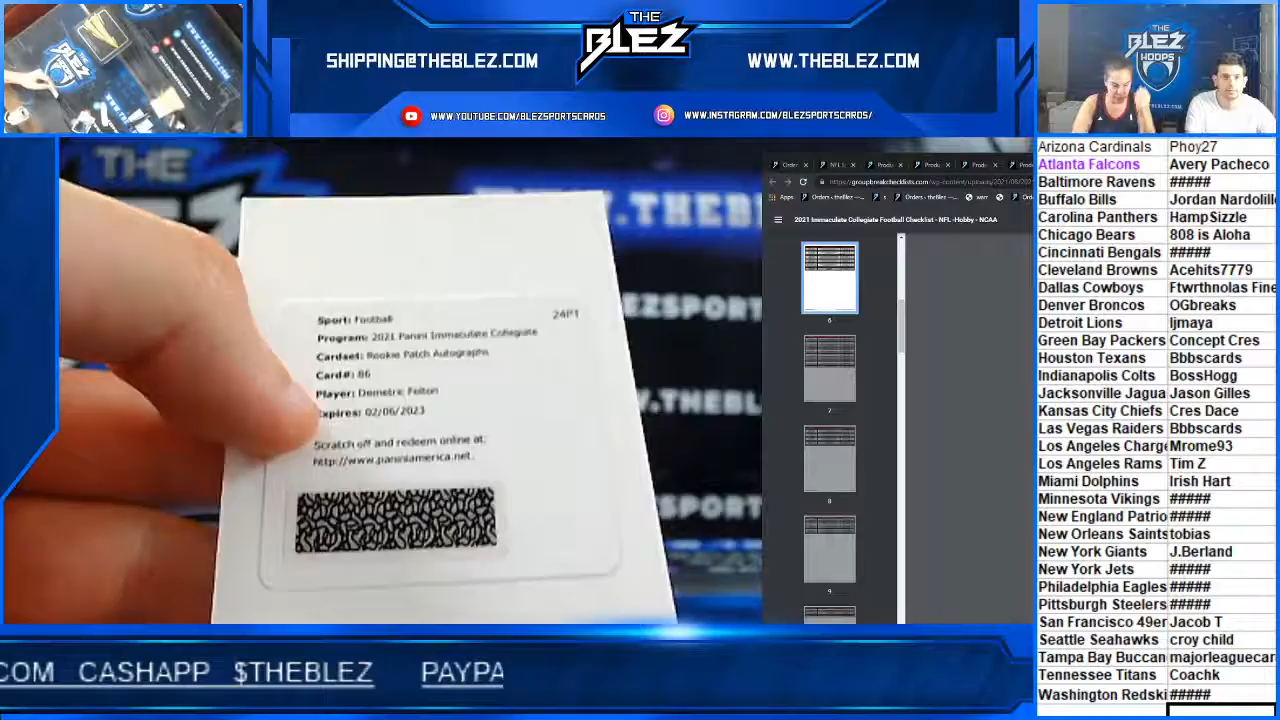 SHIPPING@THEBLEZ.COM
THE
BLEZ
WWW.THEBLEZ.COM
WWW.YOUTUBE.COM/BLEZSPORTSCARDS
WWW.INSTAGRAM.COM/BLEZSPORTSCARDS/
THE
BLEZ
HOOPS
24PT
Sport: Football
Program: 2021 Panini Immaculate Collegiate
Cardset: Rookie Patch Autographs
Card#: 86
Player: Demetric Felton
Expires: 02/06/2023
Scratch off and redeem online at:
http://www.paniniamerica.net.
2021 Immaculate Collegiate Football Checklist - NFL -Hobby - NCAA
6
7
8
9
Arizona Cardinals Phoy27
Atlanta Falcons Avery Pacheco
Baltimore Ravens #####
Buffalo Bills Jordan Nardolill
Carolina Panthers HampSizzle
Chicago Bears 808 is Aloha
Cincinnati Bengals #####
Cleveland Browns Acehits7779
Dallas Cowboys Ftwrthnolas Fine
Denver Broncos OGbreaks
Detroit Lions ljmaya
Green Bay Packers Concept Cres
Houston Texans Bbbscards
Indianapolis Colts BossHogg
Jacksonville Jagua Jason Gilles
Kansas City Chiefs Cres Dace
Las Vegas Raiders Bbbscards
Los Angeles Charge Mrome93
Los Angeles Rams Tim Z
Miami Dolphins Irish Hart
Minnesota Vikings #####
New England Patrio #####
New Orleans Saints tobias
New York Giants J.Berland
New York Jets #####
Philadelphia Eagles #####
Pittsburgh Steelers #####
San Francisco 49er Jacob T
Seattle Seahawks croy child
Tampa Bay Buccan majorleaguecar
Tennessee Titans Coachk
Washington Redski #####
COM CASHAPP $THEBLEZ PAYPA